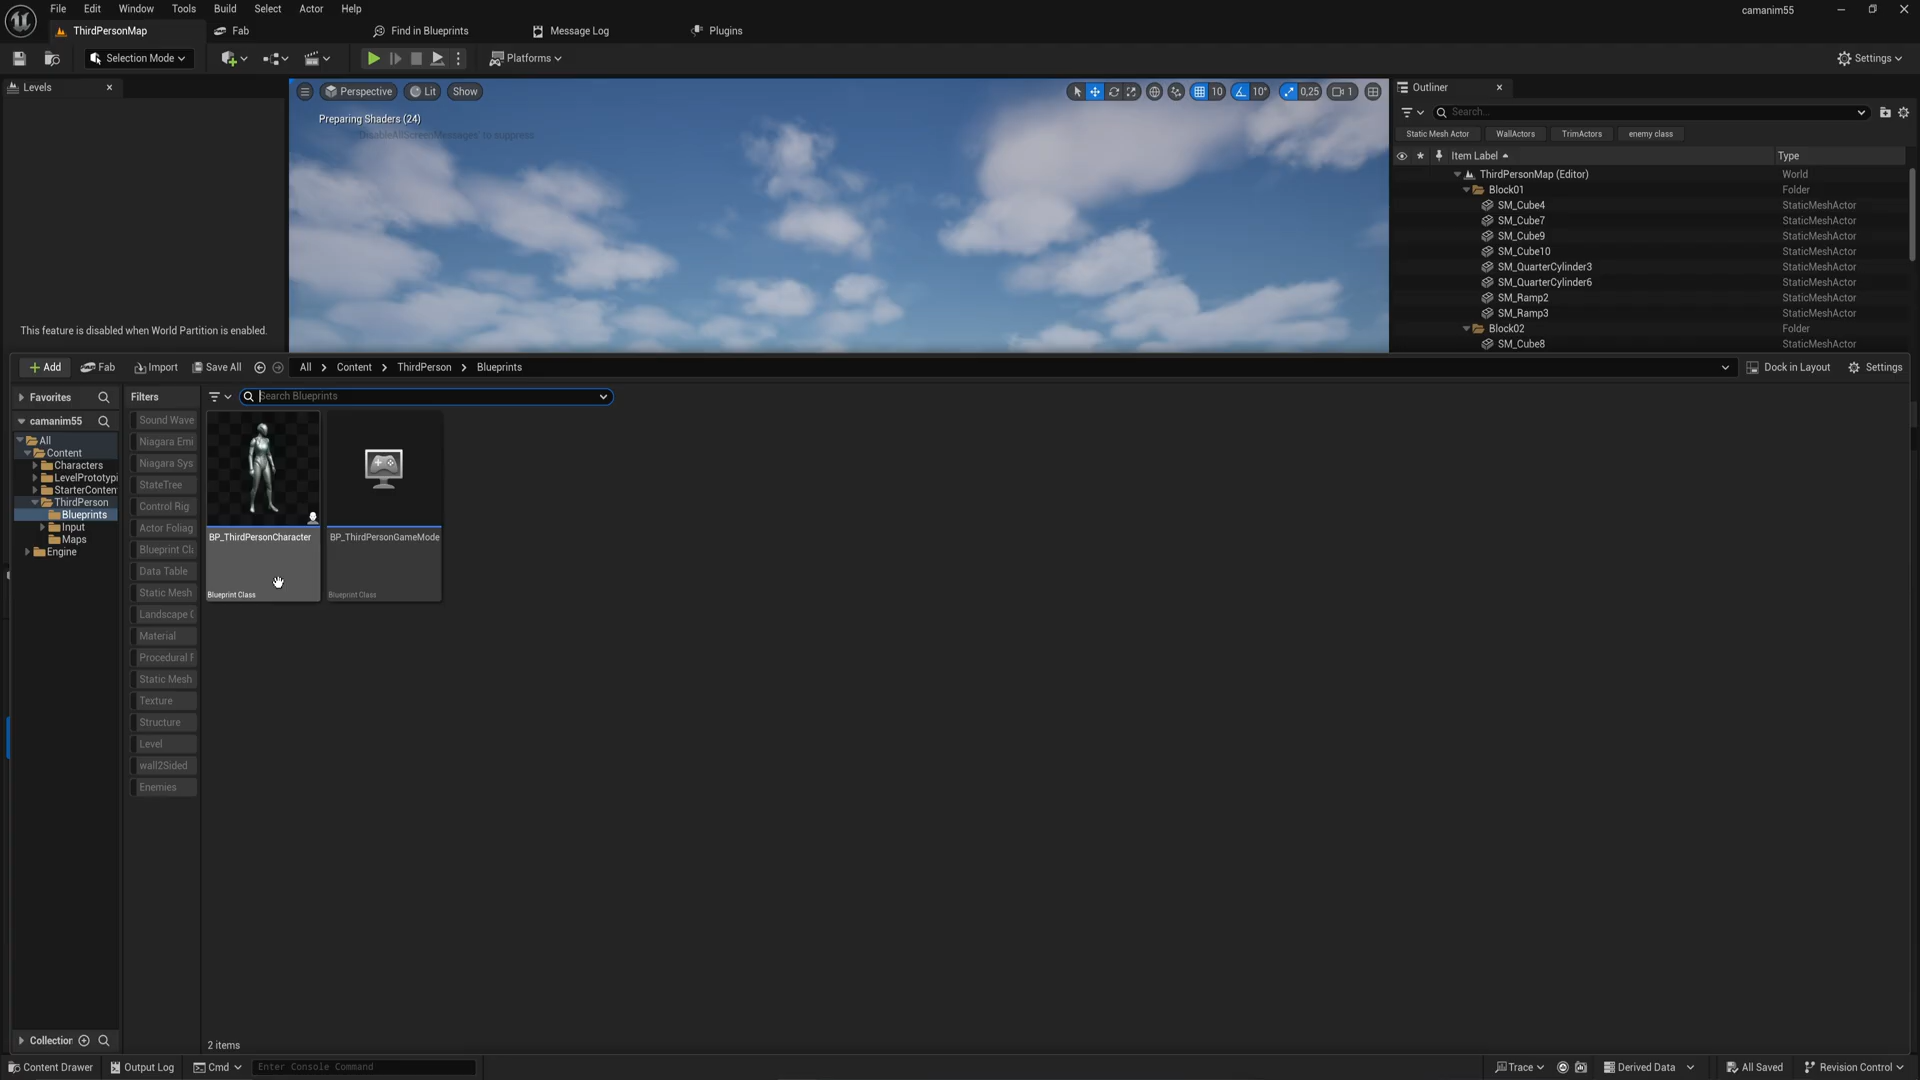 File Edit Window Tools Build Select Actor Help
camanim55
ThirdPersonMap
Fab
Find in Blueprints
Message Log
Plugins
Selection Mode
Platforms
Settings
Levels
Perspective
Lit
Show
10
10°
0,25
1
Outliner
Preparing Shaders (24)
'DisableAllScreenMessages' to suppress
Search...
Static Mesh Actor
WallActors
TrimActors
enemy class
Item Label
Type
ThirdPersonMap (Editor) World
Block01 Folder
SM_Cube4 StaticMeshActor
SM_Cube7 StaticMeshActor
SM_Cube9 StaticMeshActor
SM_Cube10 StaticMeshActor
SM_QuarterCylinder3 StaticMeshActor
SM_QuarterCylinder6 StaticMeshActor
SM_Ramp2 StaticMeshActor
SM_Ramp3 StaticMeshActor
Block02 Folder
SM_Cube8 StaticMeshActor
This feature is disabled when World Partition is enabled.
Add
Fab
Import
Save All
All > Content > ThirdPerson > Blueprints
Dock in Layout
Settings
Favorites
camanim55
All
Content
Characters
LevelPrototypi
StarterConten
ThirdPerson
Blueprints
Input
Maps
Engine
Filters
Sound Wave
Niagara Emi
Niagara Sys
StateTree
Control Rig
Actor Foliag
Blueprint Cla
Data Table
Static Mesh
Landscape
Material
Procedural F
Static Mesh
Texture
Structure
Level
wall2Sided
Enemies
Search Blueprints
BP_ThirdPersonCharacter
Blueprint Class
BP_ThirdPersonGameMode
Blueprint Class
Collection
2 items
Content Drawer
Output Log
Cmd
Enter Console Command
Trace
Derived Data
All Saved
Revision Control